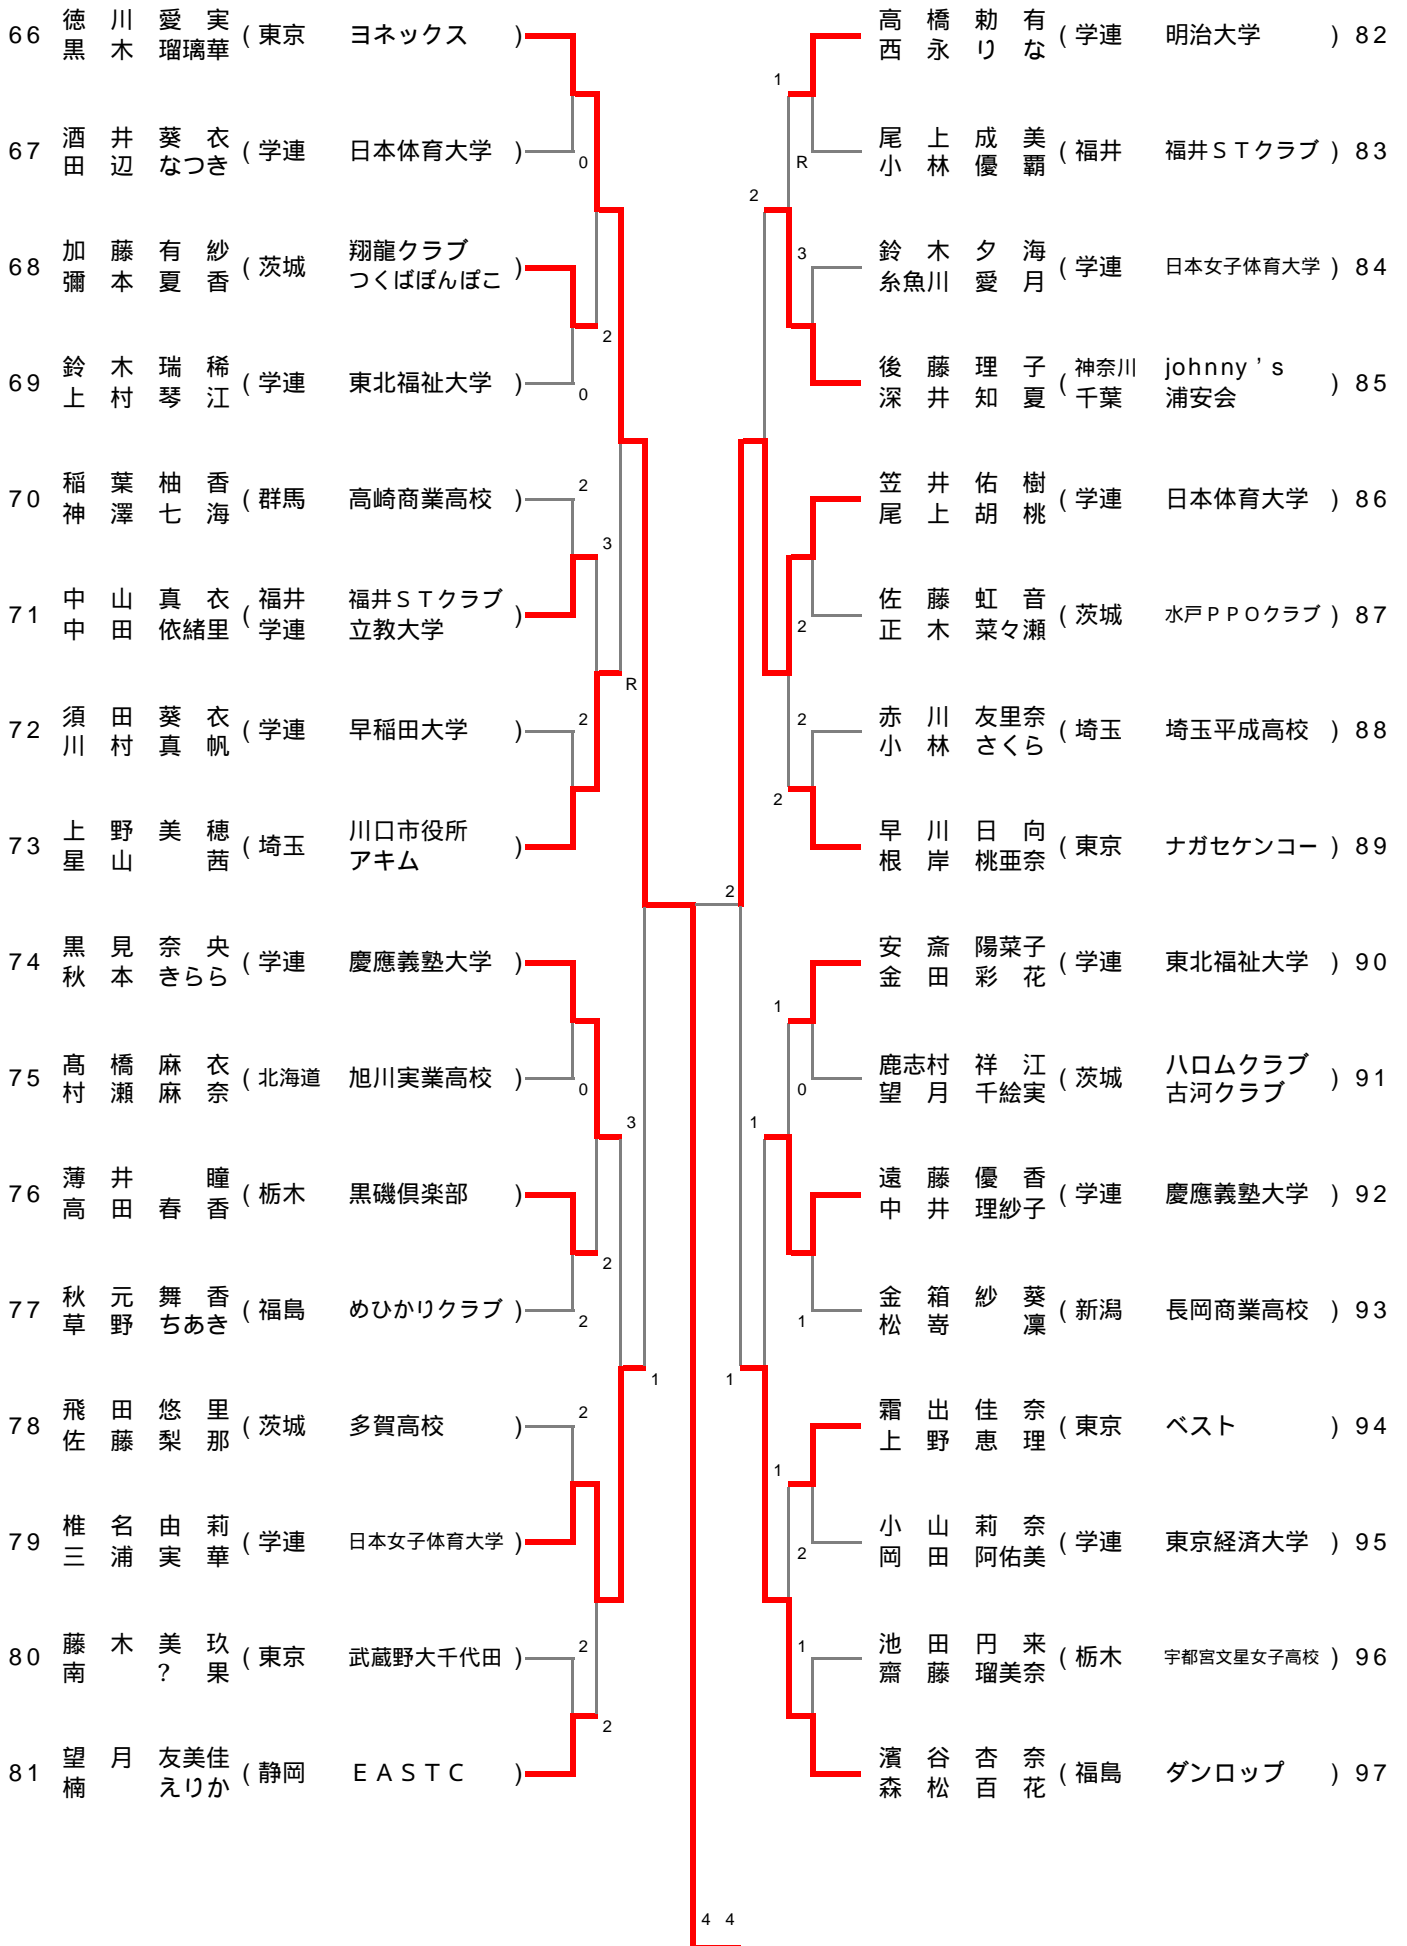 66 徳川愛実 黒木瑠璃華 (東京 ヨネックス)
0
67 酒井葵衣 田辺なつき (学連 日本体育大学)
68 加藤有紗 彌本夏香 (茨城 翔龍クラブ つくばぽんぽこ)
2
69 鈴木瑞稀 上村琴江 (学連 東北福祉大学)
0
70 稲葉柚香 神澤七海 (群馬 高崎商業高校)
2
3
71 中山真衣 中田依緒里 (福井 学連 福井STクラブ 立教大学)
R
72 須田葵衣 川村真帆 (学連 早稲田大学)
2
73 上野美穂 星山茜 (埼玉 川口市役所 アキム)
74 黒見奈央 秋本きらら (学連 慶應義塾大学)
75 髙橋麻衣 村瀬麻奈 (北海道 旭川実業高校)
0
3
76 薄井瞳 高田春香 (栃木 黒磯倶楽部)
2
77 秋元舞香 草野ちあき (福島 めひかりクラブ)
2
1
78 飛田悠里 佐藤梨那 (茨城 多賀高校)
2
79 椎名由莉 三浦実華 (学連 日本女子体育大学)
80 藤木美玖 南?果 (東京 武蔵野大千代田)
2
2
81 望月友美佳 楠えりか (静岡 EASTC)
高橋勅有 西永りな (学連 明治大学) 82
1
尾上成美 小林優覇 (福井 福井STクラブ) 83
R
2
鈴木夕海 糸魚川愛月 (学連 日本女子体育大学) 84
3
後藤理子 深井知夏 (神奈川 千葉 johnny's 浦安会) 85
笠井佑樹 尾上胡桃 (学連 日本体育大学) 86
佐藤虹音 正木菜々瀬 (茨城 水戸PPOクラブ) 87
2
赤川友里奈 小林さくら (埼玉 埼玉平成高校) 88
2
2
早川日向 根岸桃亜奈 (東京 ナガセケンコー) 89
2
安斎陽菜子 金田彩花 (学連 東北福祉大学) 90
1
鹿志村祥江 望月千絵実 (茨城 ハロムクラブ 古河クラブ) 91
0
1
遠藤優香 中井理紗子 (学連 慶應義塾大学) 92
金箱紗葵 松嵜凜 (新潟 長岡商業高校) 93
1
1
霜出佳奈 上野恵理 (東京 ベスト) 94
1
小山莉奈 岡田阿佑美 (学連 東京経済大学) 95
2
池田円来 齋藤瑠美奈 (栃木 宇都宮文星女子高校) 96
1
濱谷杏奈 森松百花 (福島 ダンロップ) 97
4 4